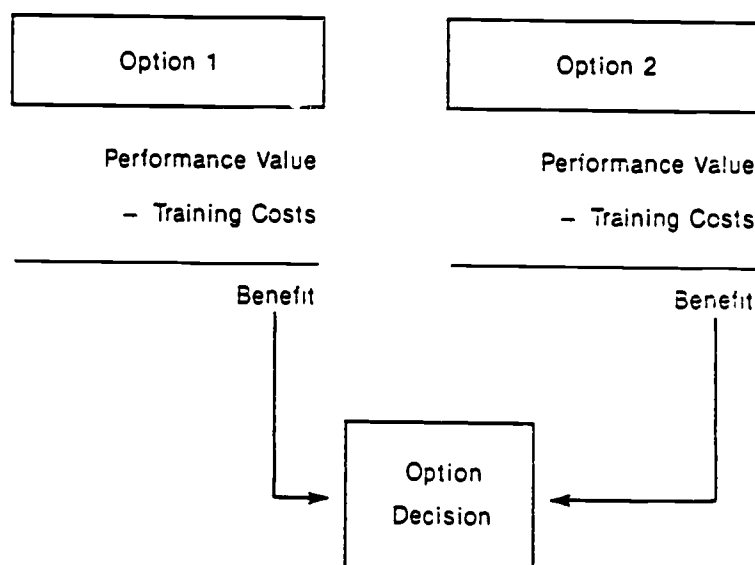 Option 1
Performance Value
– Training Costs
Benefit
Option 2
Performance Value
– Training Costs
Benefit
Option
Decision